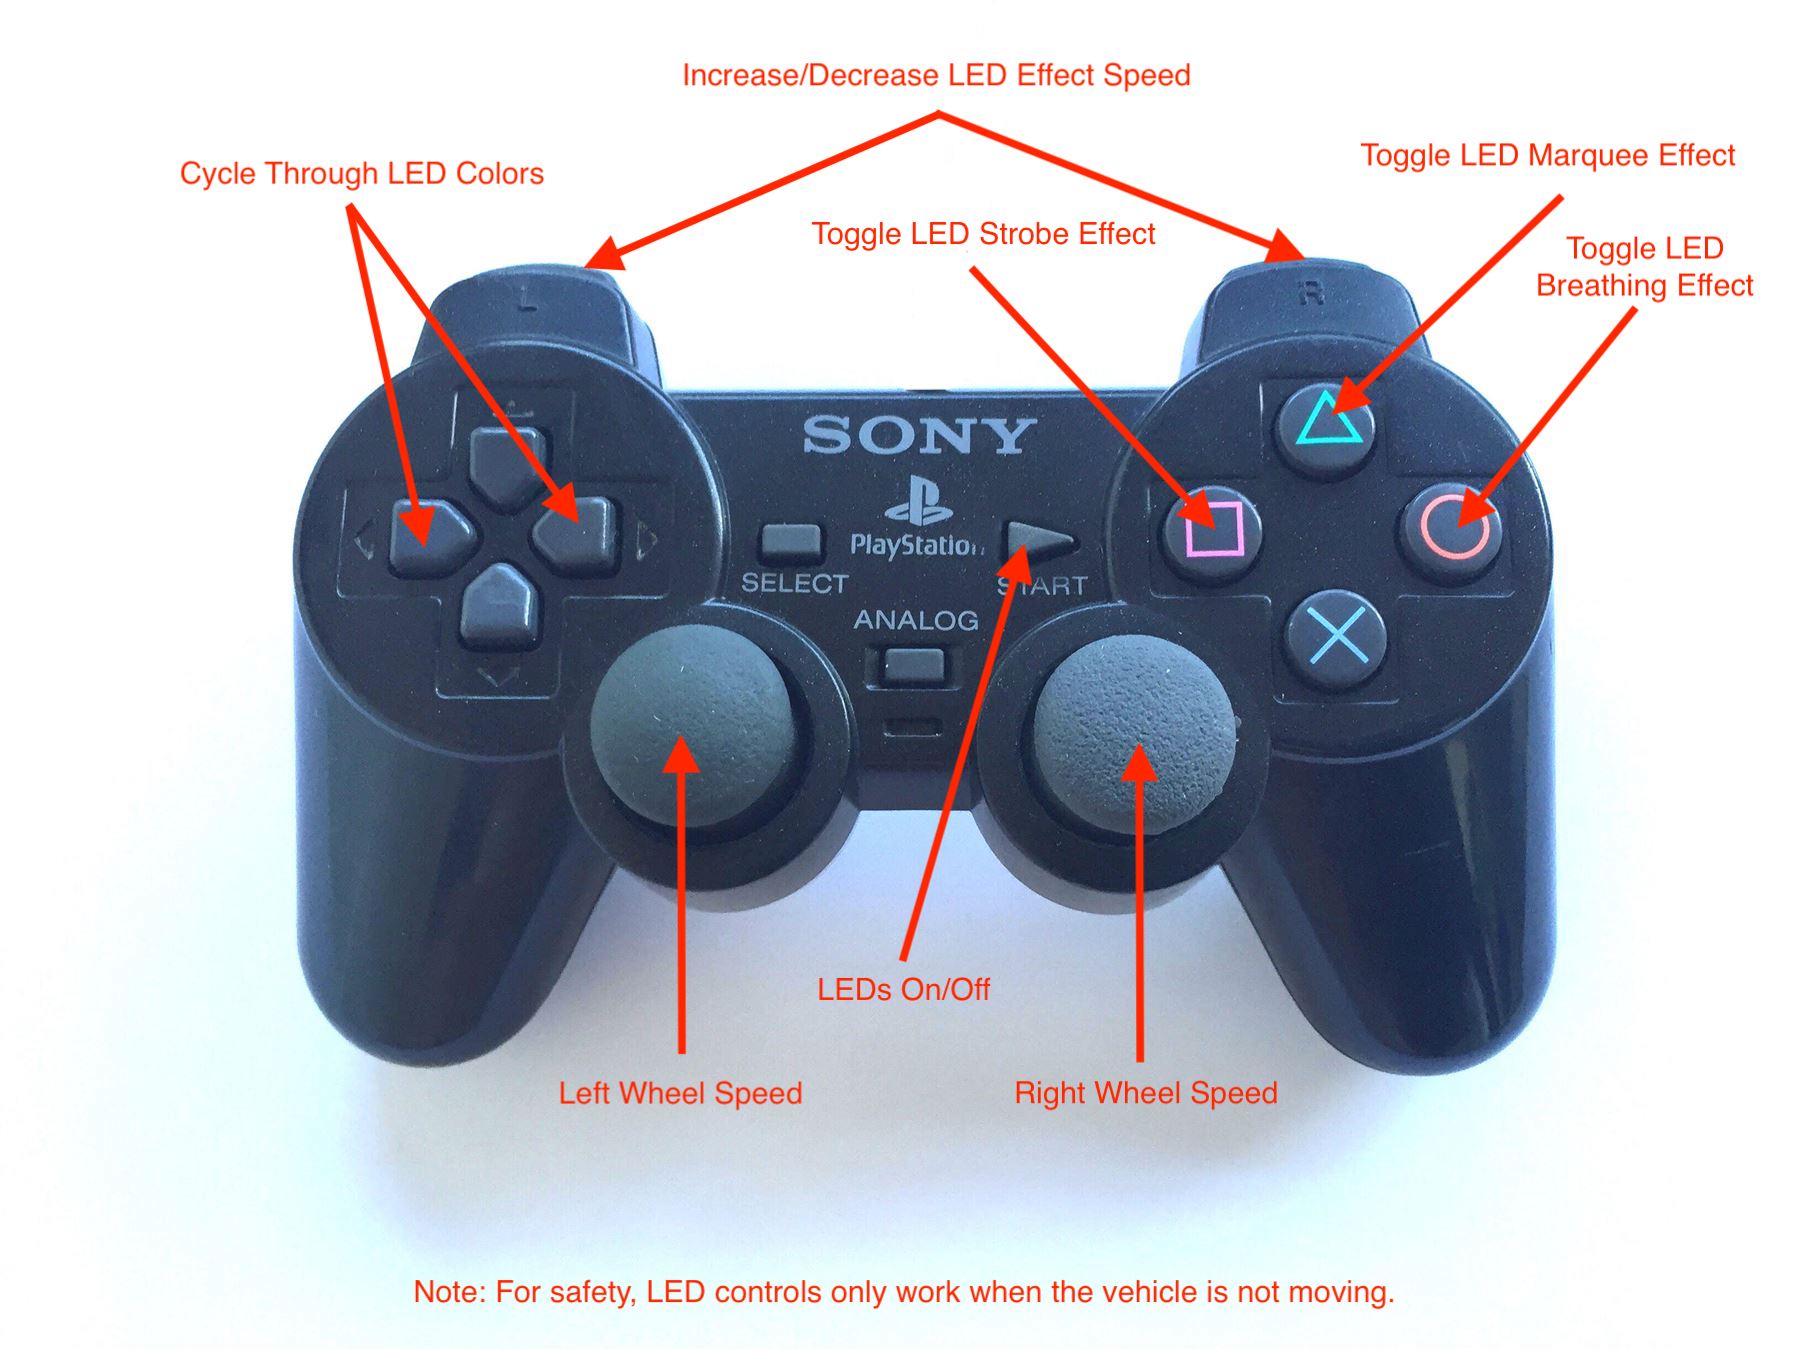 Increase/Decrease LED Effect Speed
Toggle LED Marquee Effect
Cycle Through LED Colors
Toggle LED Strobe Effect
Toggle LED
Breathing Effect
L
R
SONY
PlayStation
SELECT
START
ANALOG
LEDs On/Off
Left Wheel Speed
Right Wheel Speed
Note: For safety, LED controls only work when the vehicle is not moving.